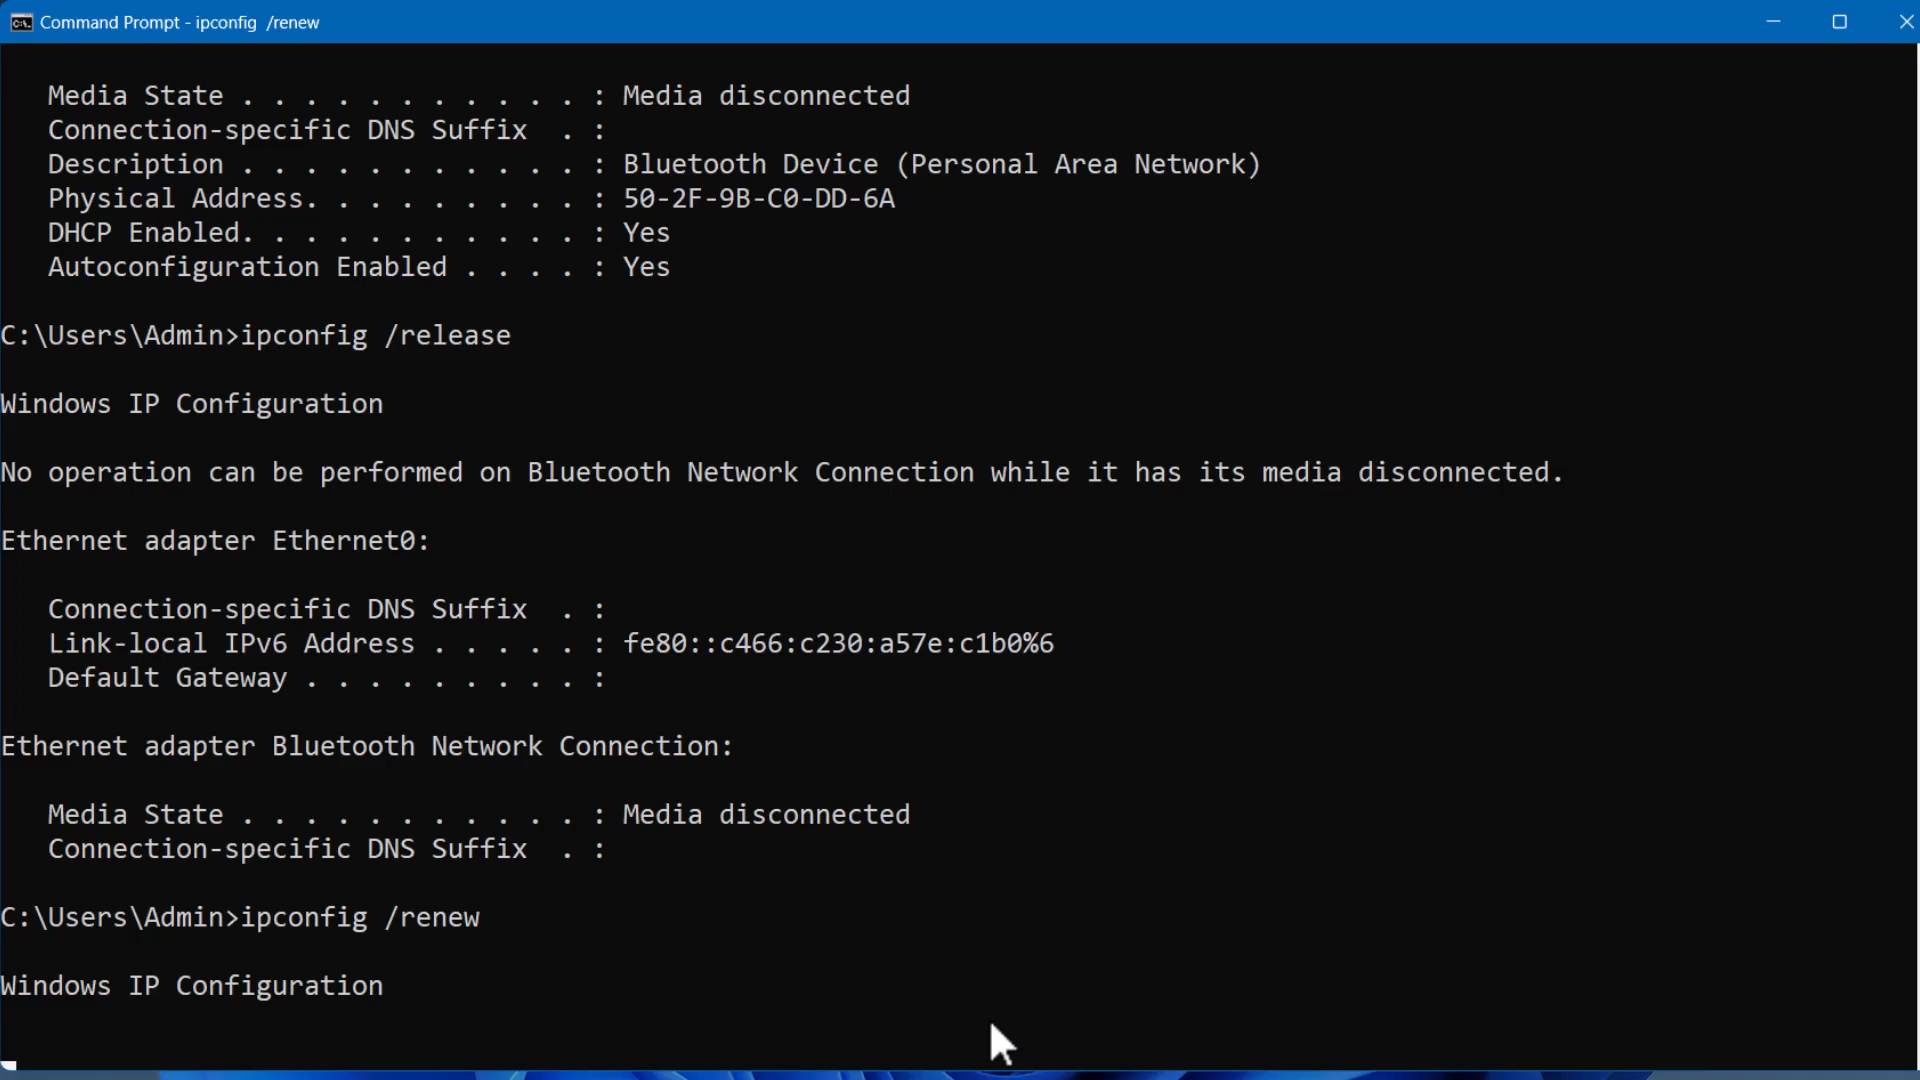 Command Prompt - ipconfig  /renew
   Media State . . . . . . . . . . . : Media disconnected
   Connection-specific DNS Suffix  . :
   Description . . . . . . . . . . . : Bluetooth Device (Personal Area Network)
   Physical Address. . . . . . . . . : 50-2F-9B-C0-DD-6A
   DHCP Enabled. . . . . . . . . . . : Yes
   Autoconfiguration Enabled . . . . : Yes
C:\Users\Admin>ipconfig /release
Windows IP Configuration
No operation can be performed on Bluetooth Network Connection while it has its media disconnected.
Ethernet adapter Ethernet0:
   Connection-specific DNS Suffix  . :
   Link-local IPv6 Address . . . . . : fe80::c466:c230:a57e:c1b0%6
   Default Gateway . . . . . . . . . :
Ethernet adapter Bluetooth Network Connection:
   Media State . . . . . . . . . . . : Media disconnected
   Connection-specific DNS Suffix  . :
C:\Users\Admin>ipconfig /renew
Windows IP Configuration